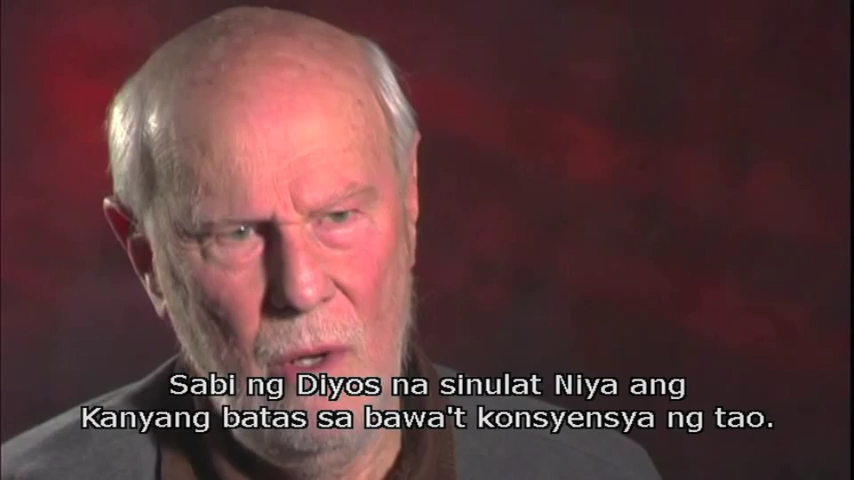 Sabi ng Diyos na sinulat Niya ang
Kanyang batas sa bawa't konsyensya ng tao.